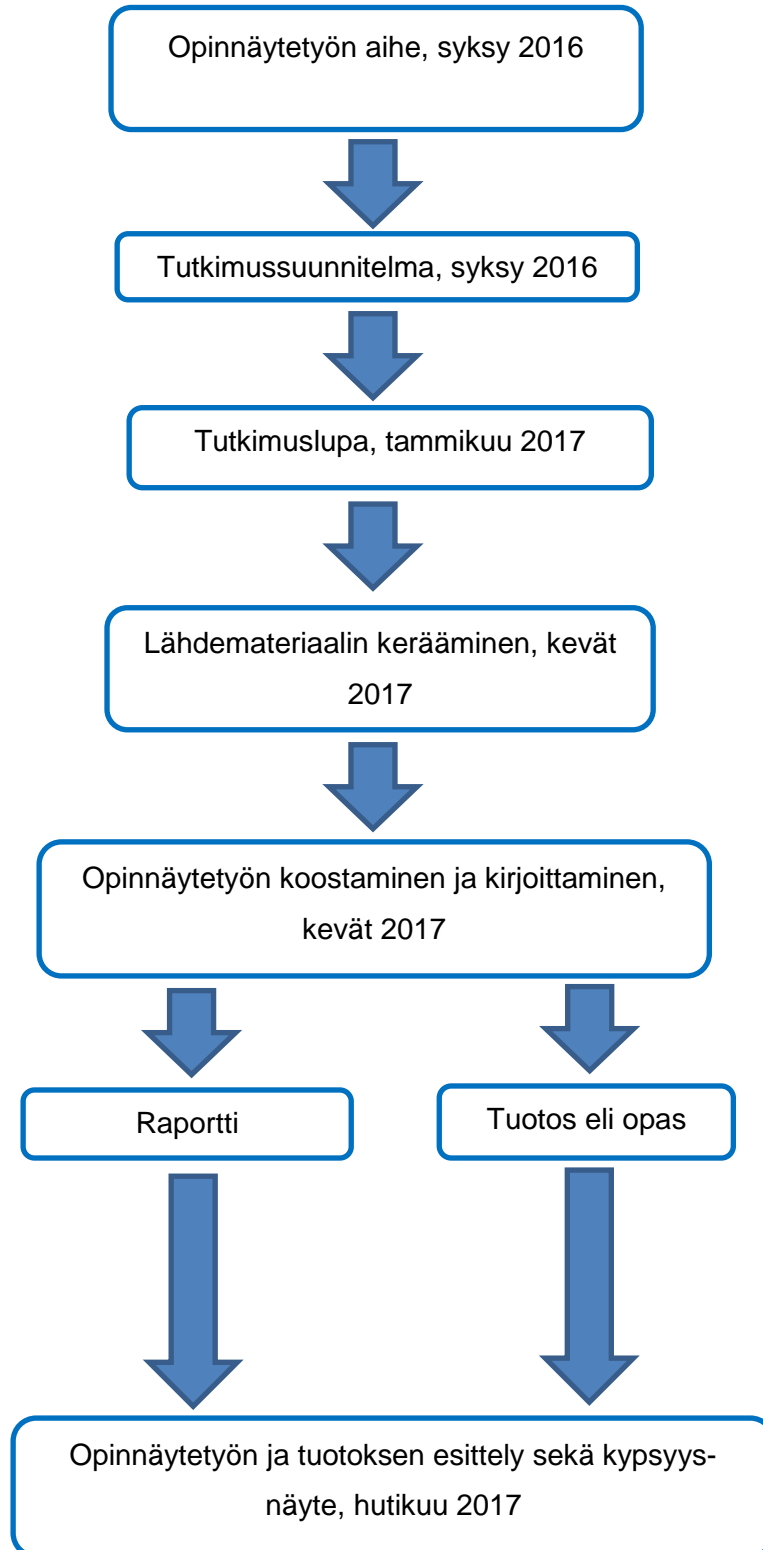 Opinnäytetyön aihe, syksy 2016
Tutkimussuunnitelma, syksy 2016
Tutkimuslupa, tammikuu 2017
Lähdemateriaalin kerääminen, kevät
2017
Opinnäytetyön koostaminen ja kirjoittaminen,
kevät 2017
Raportti
Tuotos eli opas
Opinnäytetyön ja tuotoksen esittely sekä kypsyys-
näyte, hutikuu 2017